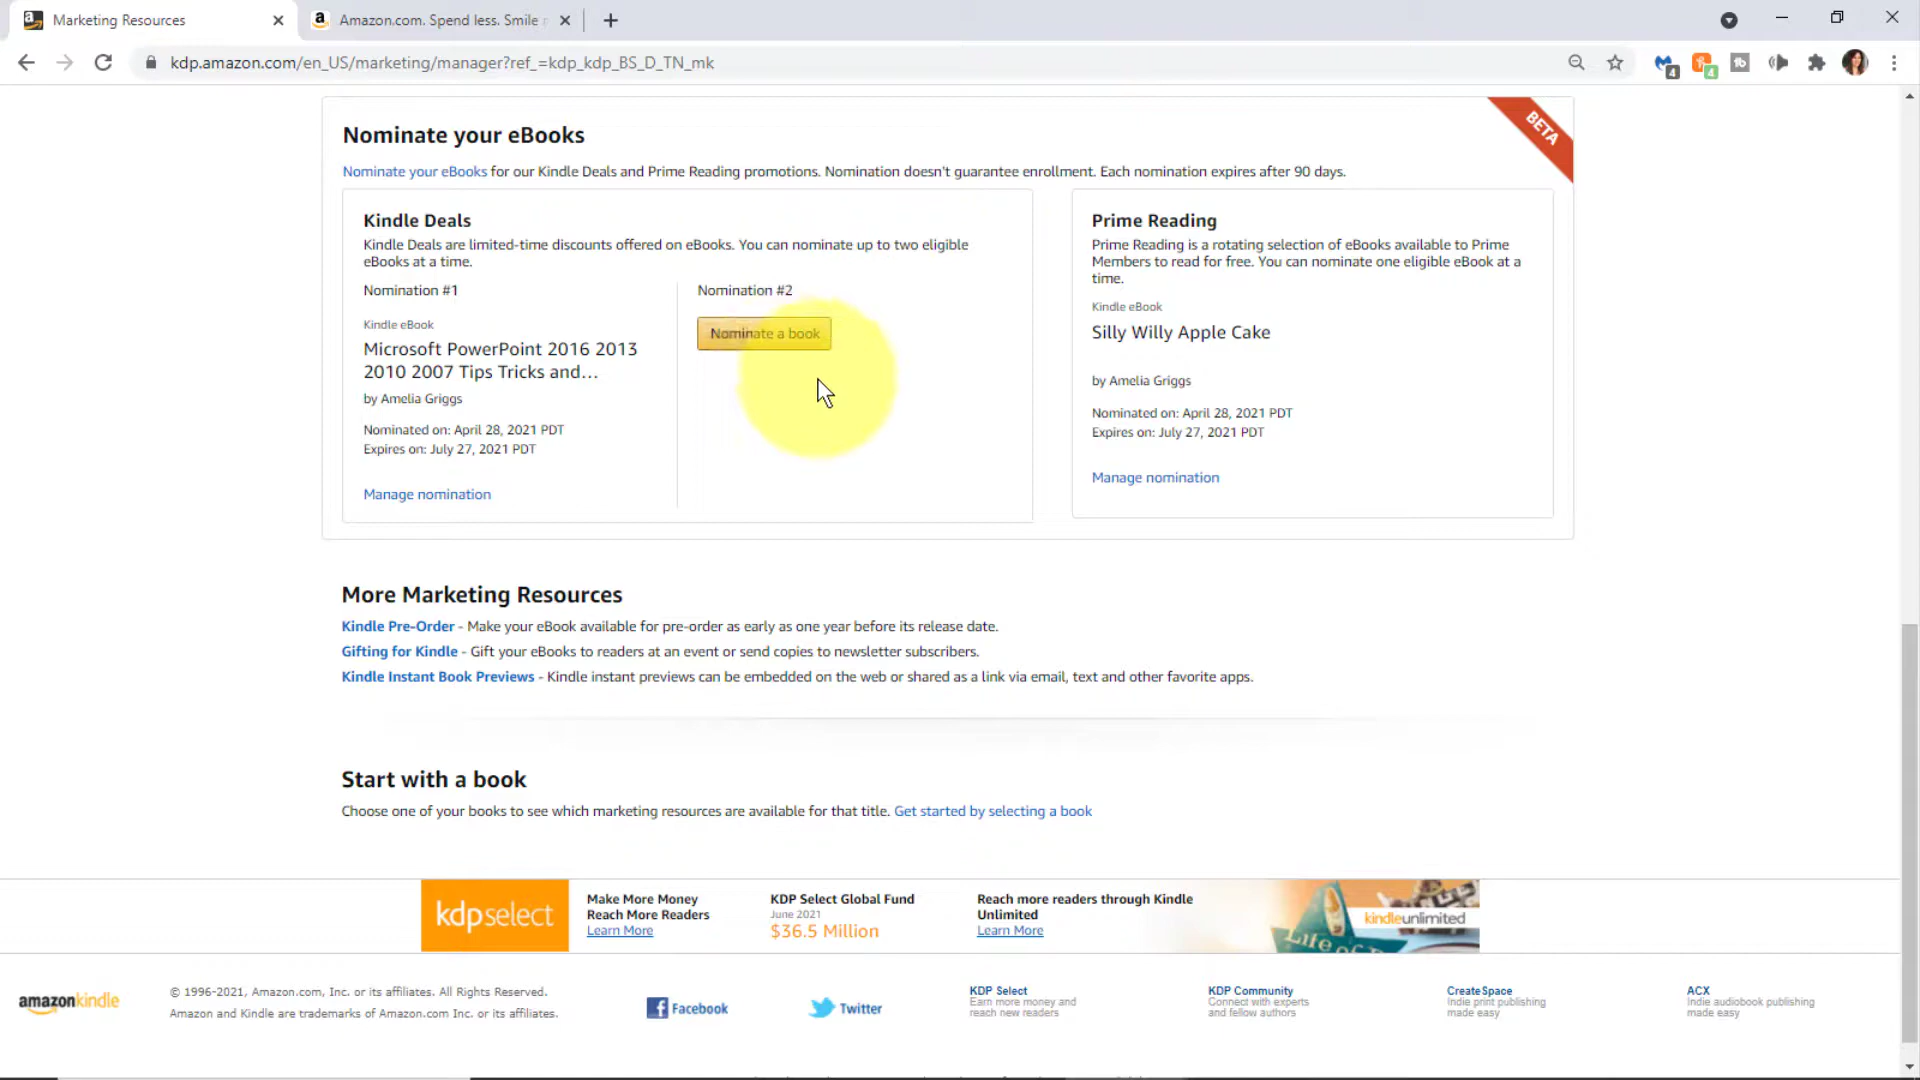 Marketing Resources
Amazon.com. Spend less. Smile
kdp.amazon.com/en_US/marketing/manager?ref_=kdp_kdp_BS_D_TN_mk
4
4
BETA
Nominate your eBooks
Nominate your eBooks for our Kindle Deals and Prime Reading promotions. Nomination doesn't guarantee enrollment. Each nomination expires after 90 days.
Kindle Deals
Kindle Deals are limited-time discounts offered on eBooks. You can nominate up to two eligible
eBooks at a time.
Nomination #1
Kindle eBook
Microsoft PowerPoint 2016 2013
2010 2007 Tips Tricks and...
by Amelia Griggs
Nominated on: April 28, 2021 PDT
Expires on: July 27, 2021 PDT
Manage nomination
Nomination #2
Nominate a book
Prime Reading
Prime Reading is a rotating selection of eBooks available to Prime
Members to read for free. You can nominate one eligible eBook at a
time.
Kindle eBook
Silly Willy Apple Cake
by Amelia Griggs
Nominated on: April 28, 2021 PDT
Expires on: July 27, 2021 PDT
Manage nomination
More Marketing Resources
Kindle Pre-Order - Make your eBook available for pre-order as early as one year before its release date.
Gifting for Kindle - Gift your eBooks to readers at an event or send copies to newsletter subscribers.
Kindle Instant Book Previews - Kindle instant previews can be embedded on the web or shared as a link via email, text and other favorite apps.
Start with a book
Choose one of your books to see which marketing resources are available for that title. Get started by selecting a book
kdpselect
Make More Money
Reach More Readers
Learn More
KDP Select Global Fund
June 2021
$36.5 Million
Reach more readers through Kindle
Unlimited
Learn More
kindleunlimited
Life of
amazonkindle
© 1996-2021, Amazon.com, Inc. or its affiliates. All Rights Reserved.
Amazon and Kindle are trademarks of Amazon.com Inc. or its affiliates.
Facebook
Twitter
KDP Select
Earn more money and
reach new readers
KDP Community
Connect with experts
and fellow authors
CreateSpace
Indie print publishing
made easy
ACX
Indie audiobook publishing
made easy